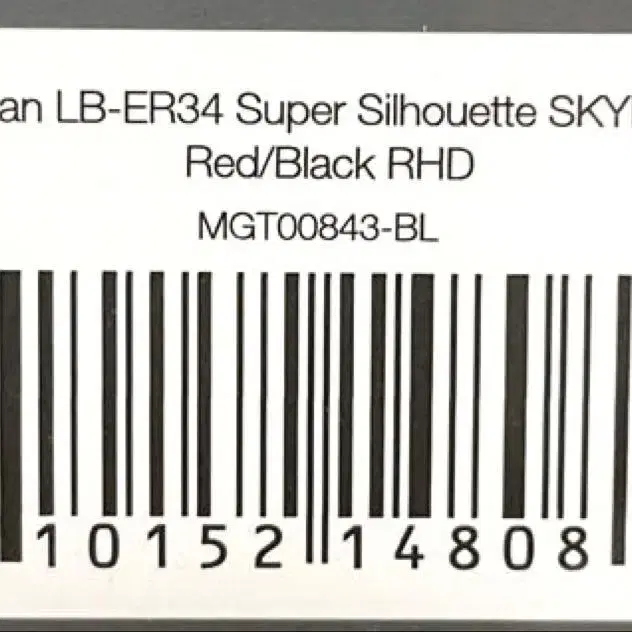 an LB-ER34 Super Silhouette SKY
Red/Black RHD
MGT00843-BL
10152 14808